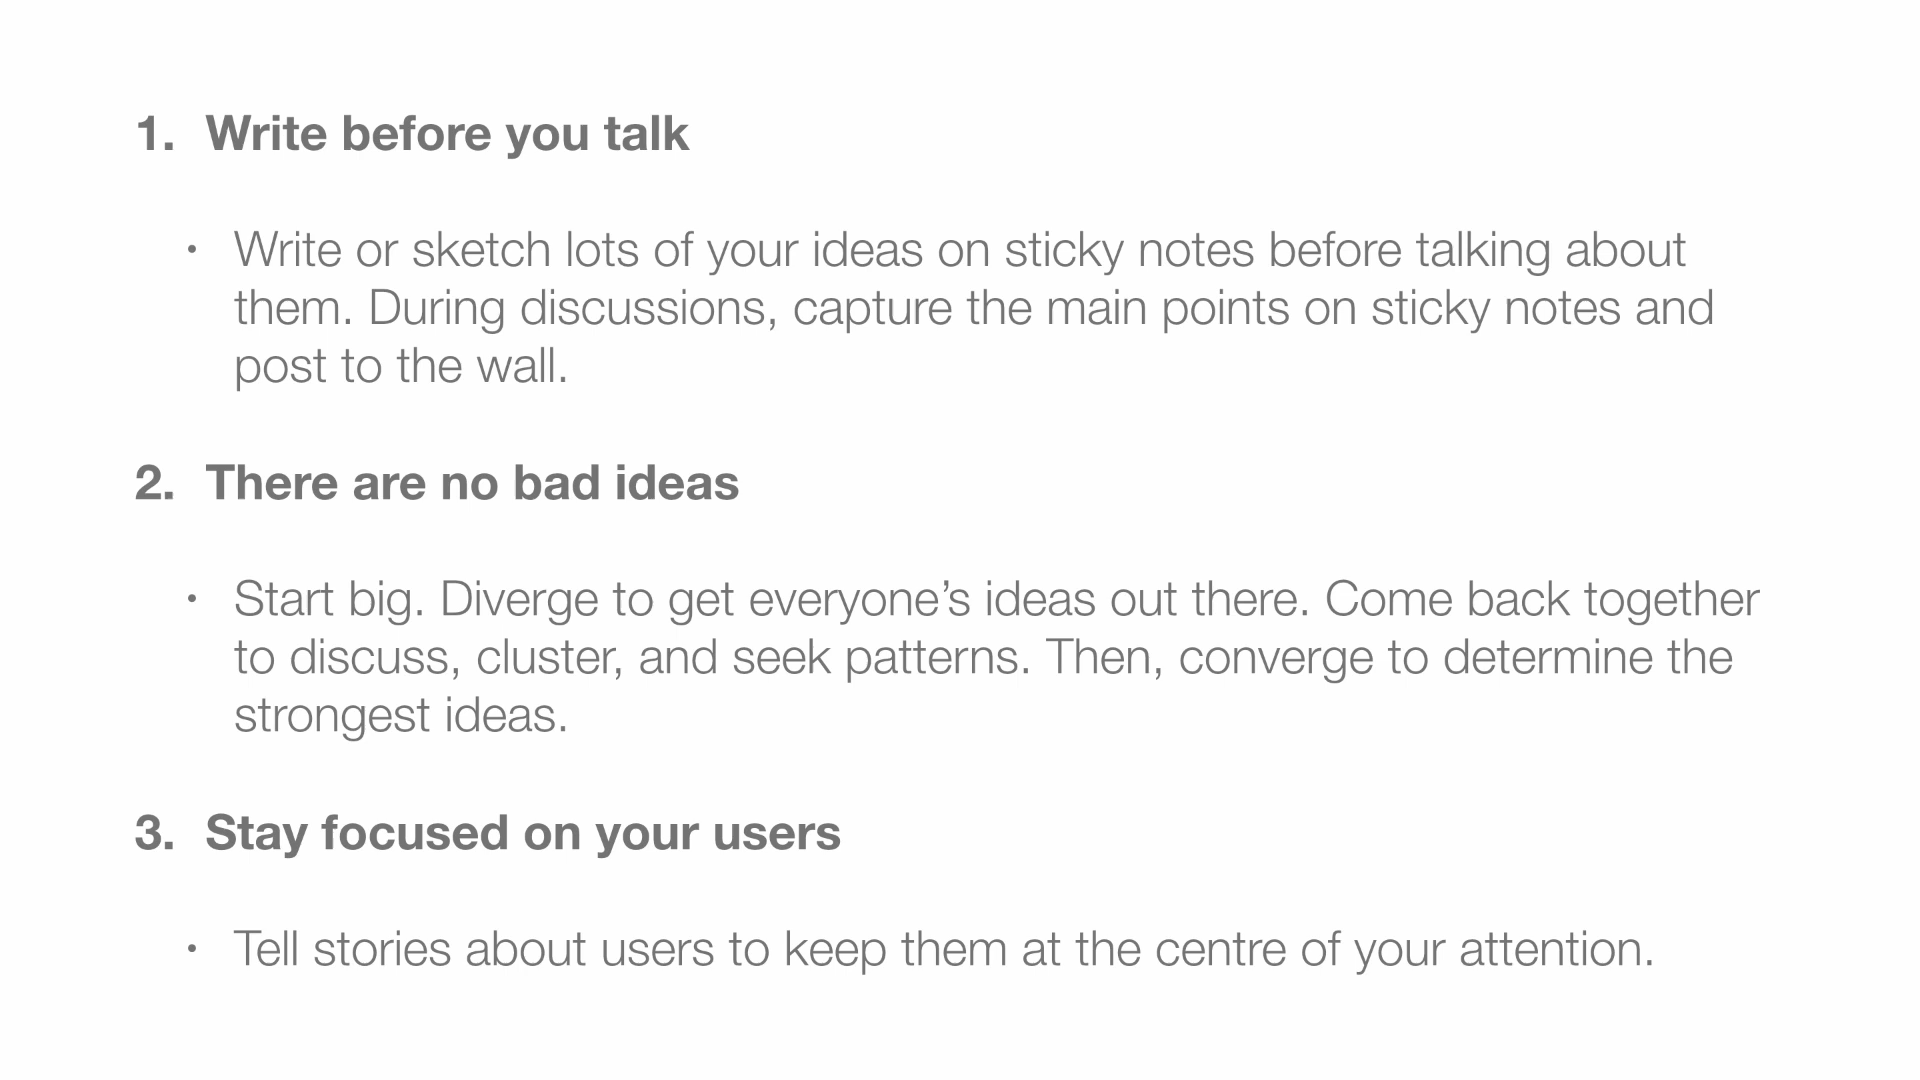 1. Write before you talk
• Write or sketch lots of your ideas on sticky notes before talking about
them. During discussions, capture the main points on sticky notes and
post to the wall.
2. There are no bad ideas
• Start big. Diverge to get everyone’s ideas out there. Come back together
to discuss, cluster, and seek patterns. Then, converge to determine the
strongest ideas.
3. Stay focused on your users
• Tell stories about users to keep them at the centre of your attention.